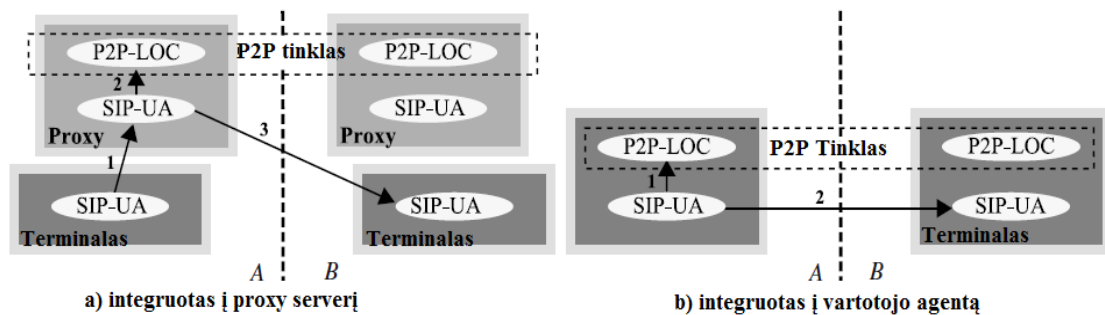 P2P-LOC
P2P tinklas
P2P-LOC
2
SIP-UA
SIP-UA
3
Proxy
Proxy
1
SIP-UA
SIP-UA
Terminalas
Terminalas
A
B
a) integruotas į proxy serverį
P2P-LOC
P2P Tinklas
P2P-LOC
1
SIP-UA
2
SIP-UA
Terminalas
A
B
b) integruotas į vartotojo agentą